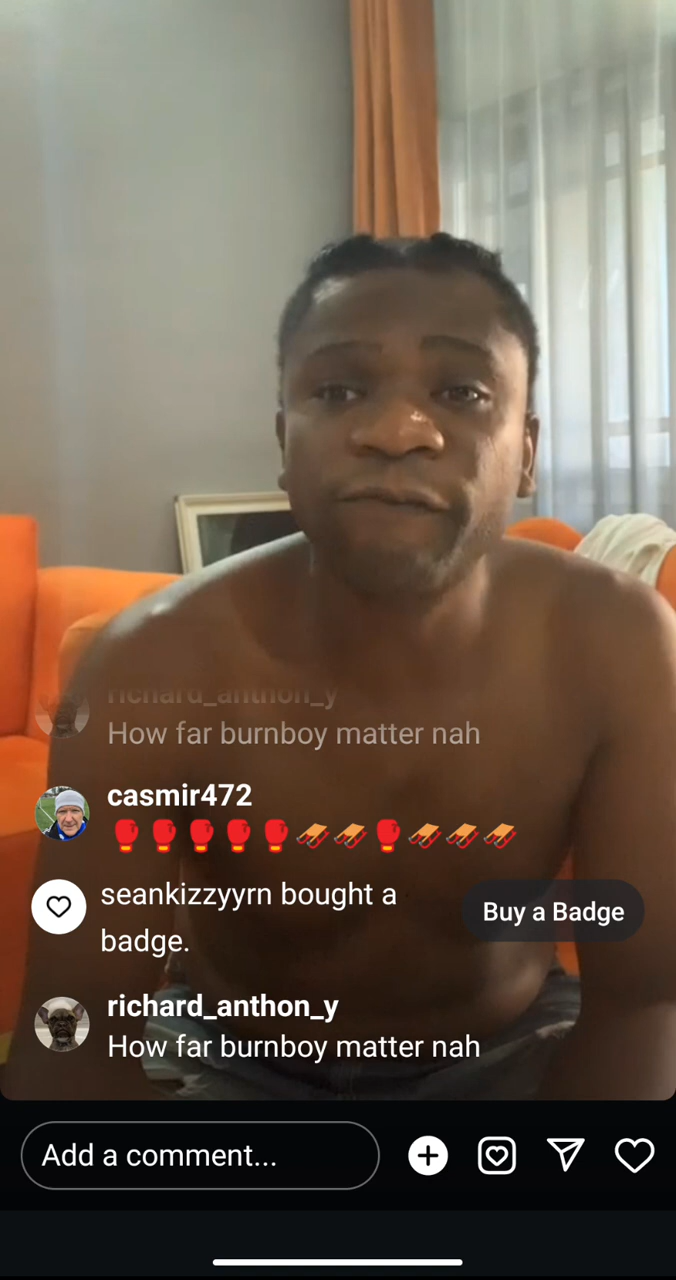 richard_anthon_y
How far burnboy matter nah
casmir472
🥊🥊🥊🥊🥊🛷🛷🥊🛷🛷🛷
seankizzyyrn bought a
badge.
Buy a Badge
richard_anthon_y
How far burnboy matter nah
Add a comment...